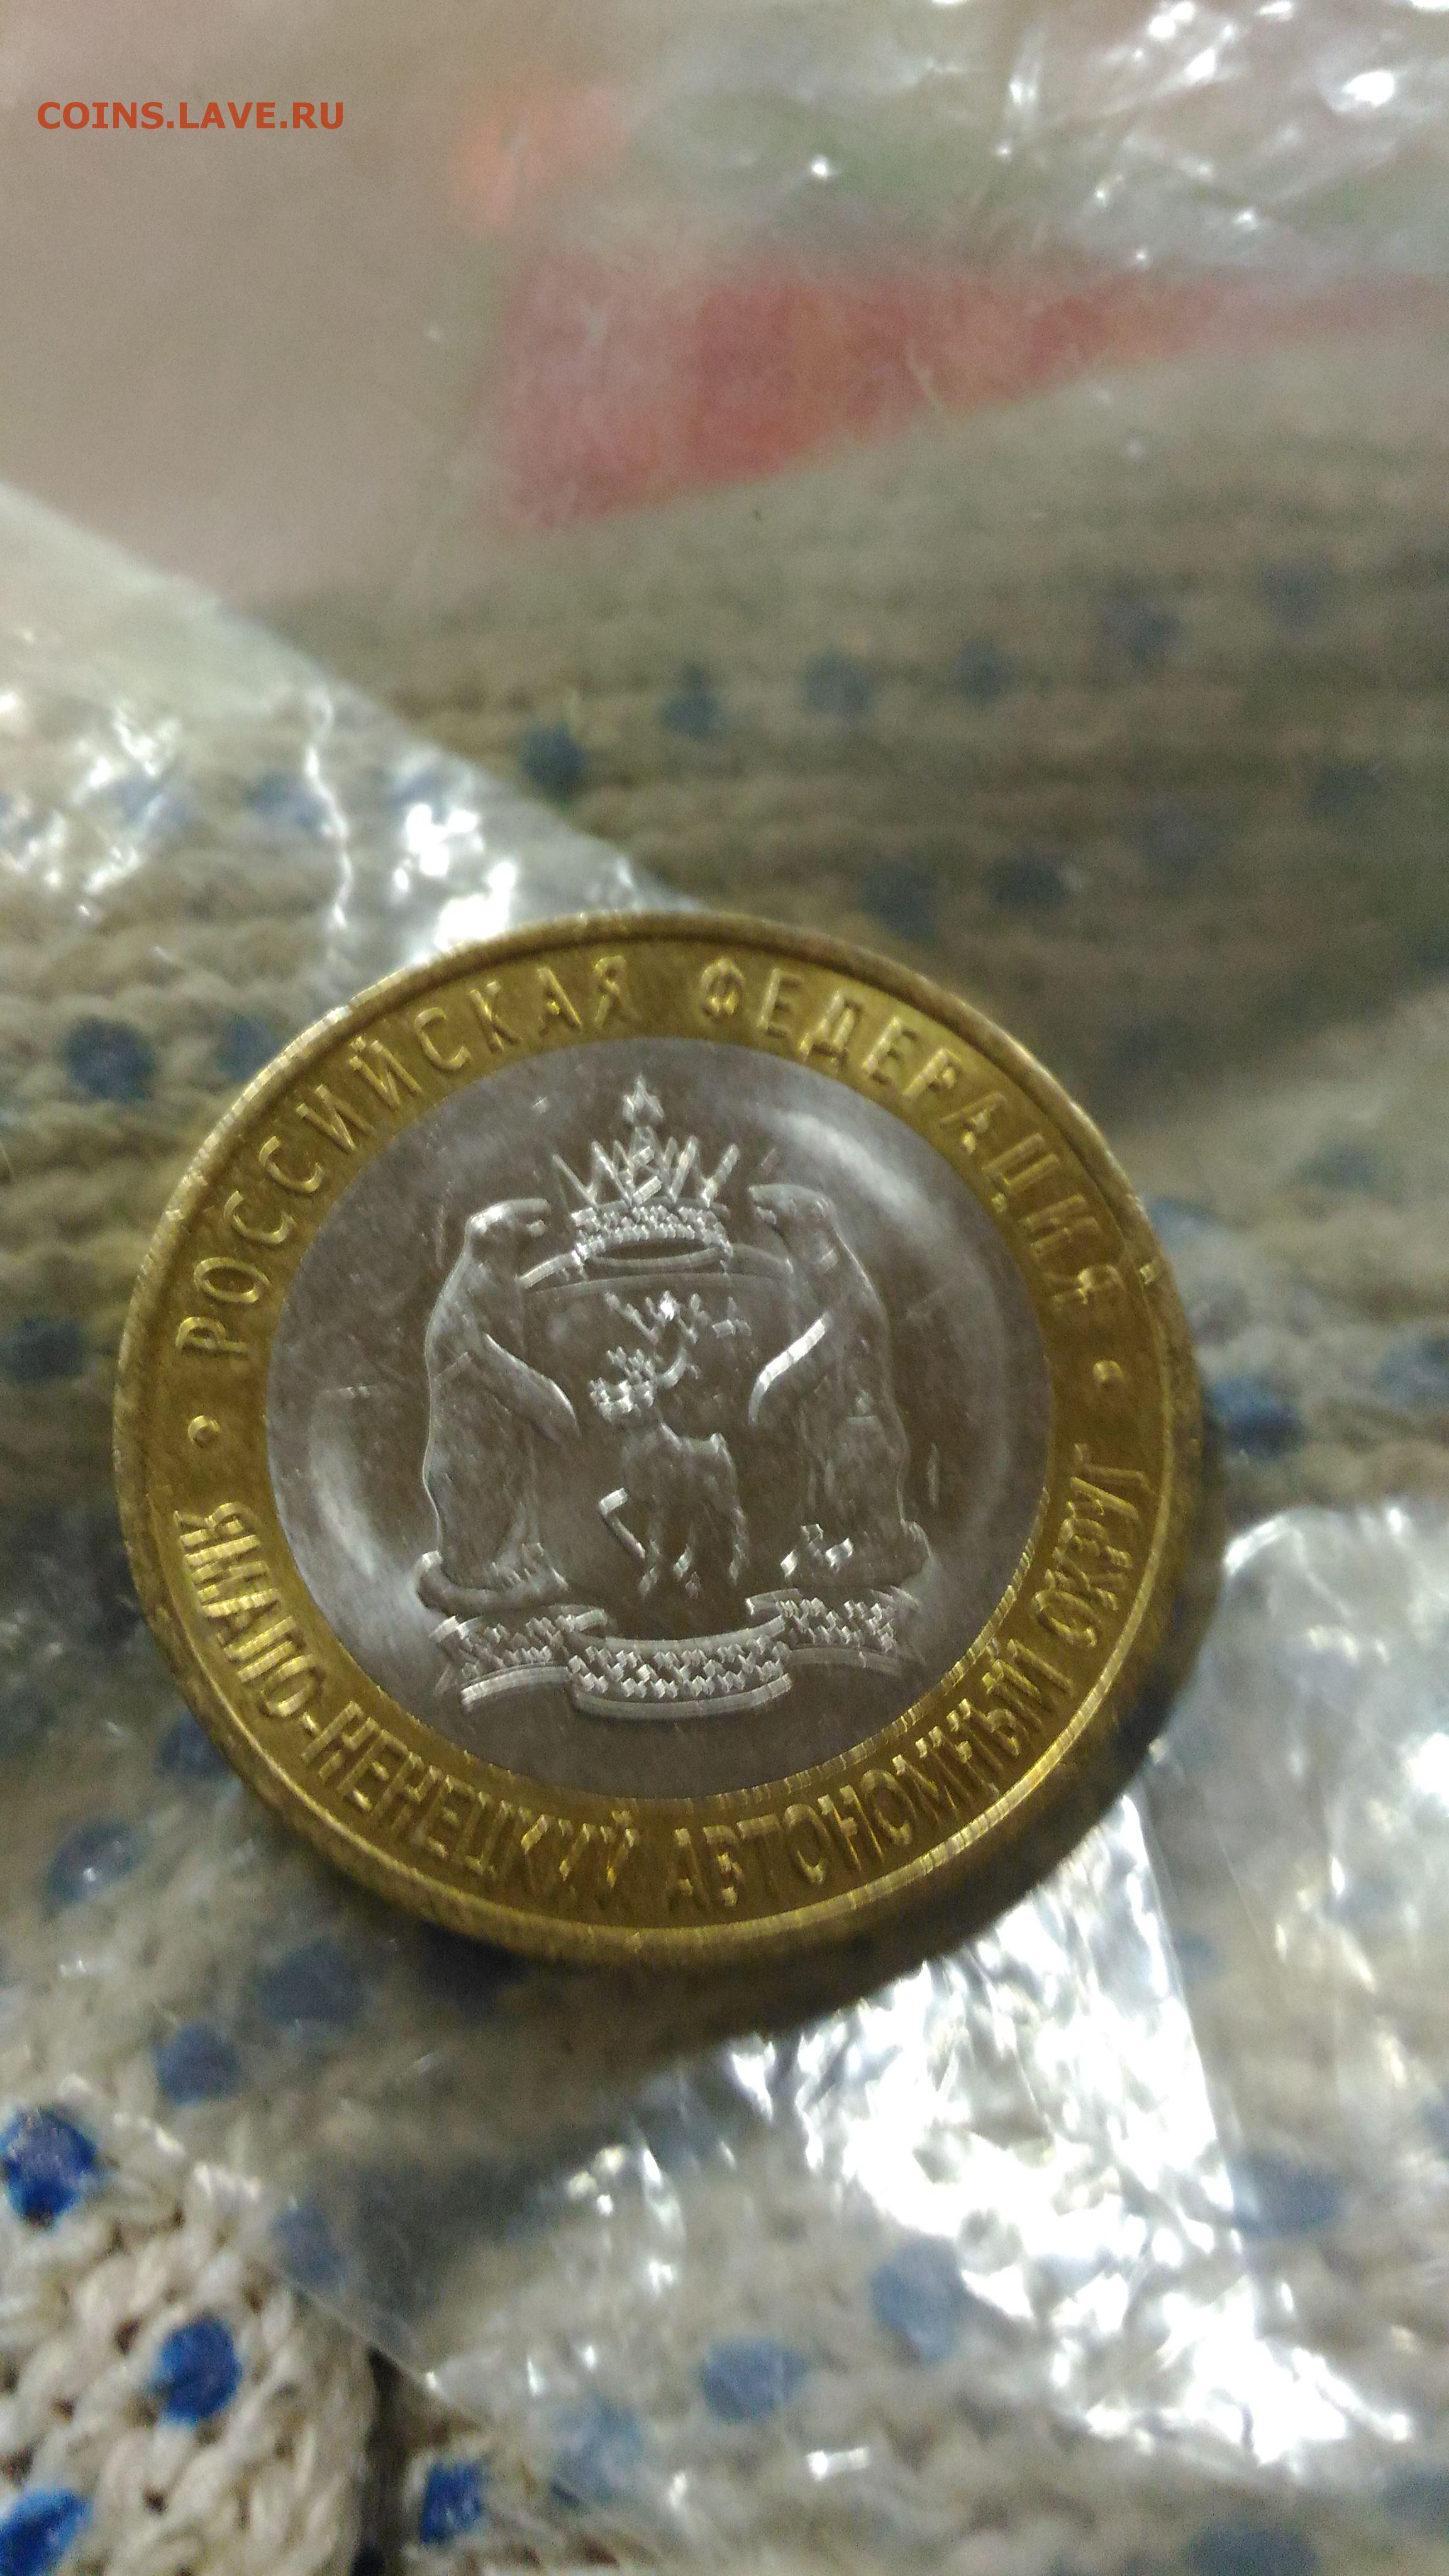 COINS.LAVE.RU
РОССИЙСКАЯ ФЕДЕРАЦИЯ
ЯМАЛО-НЕНЕЦКИЙ АВТОНОМНЫЙ ОКРУГ